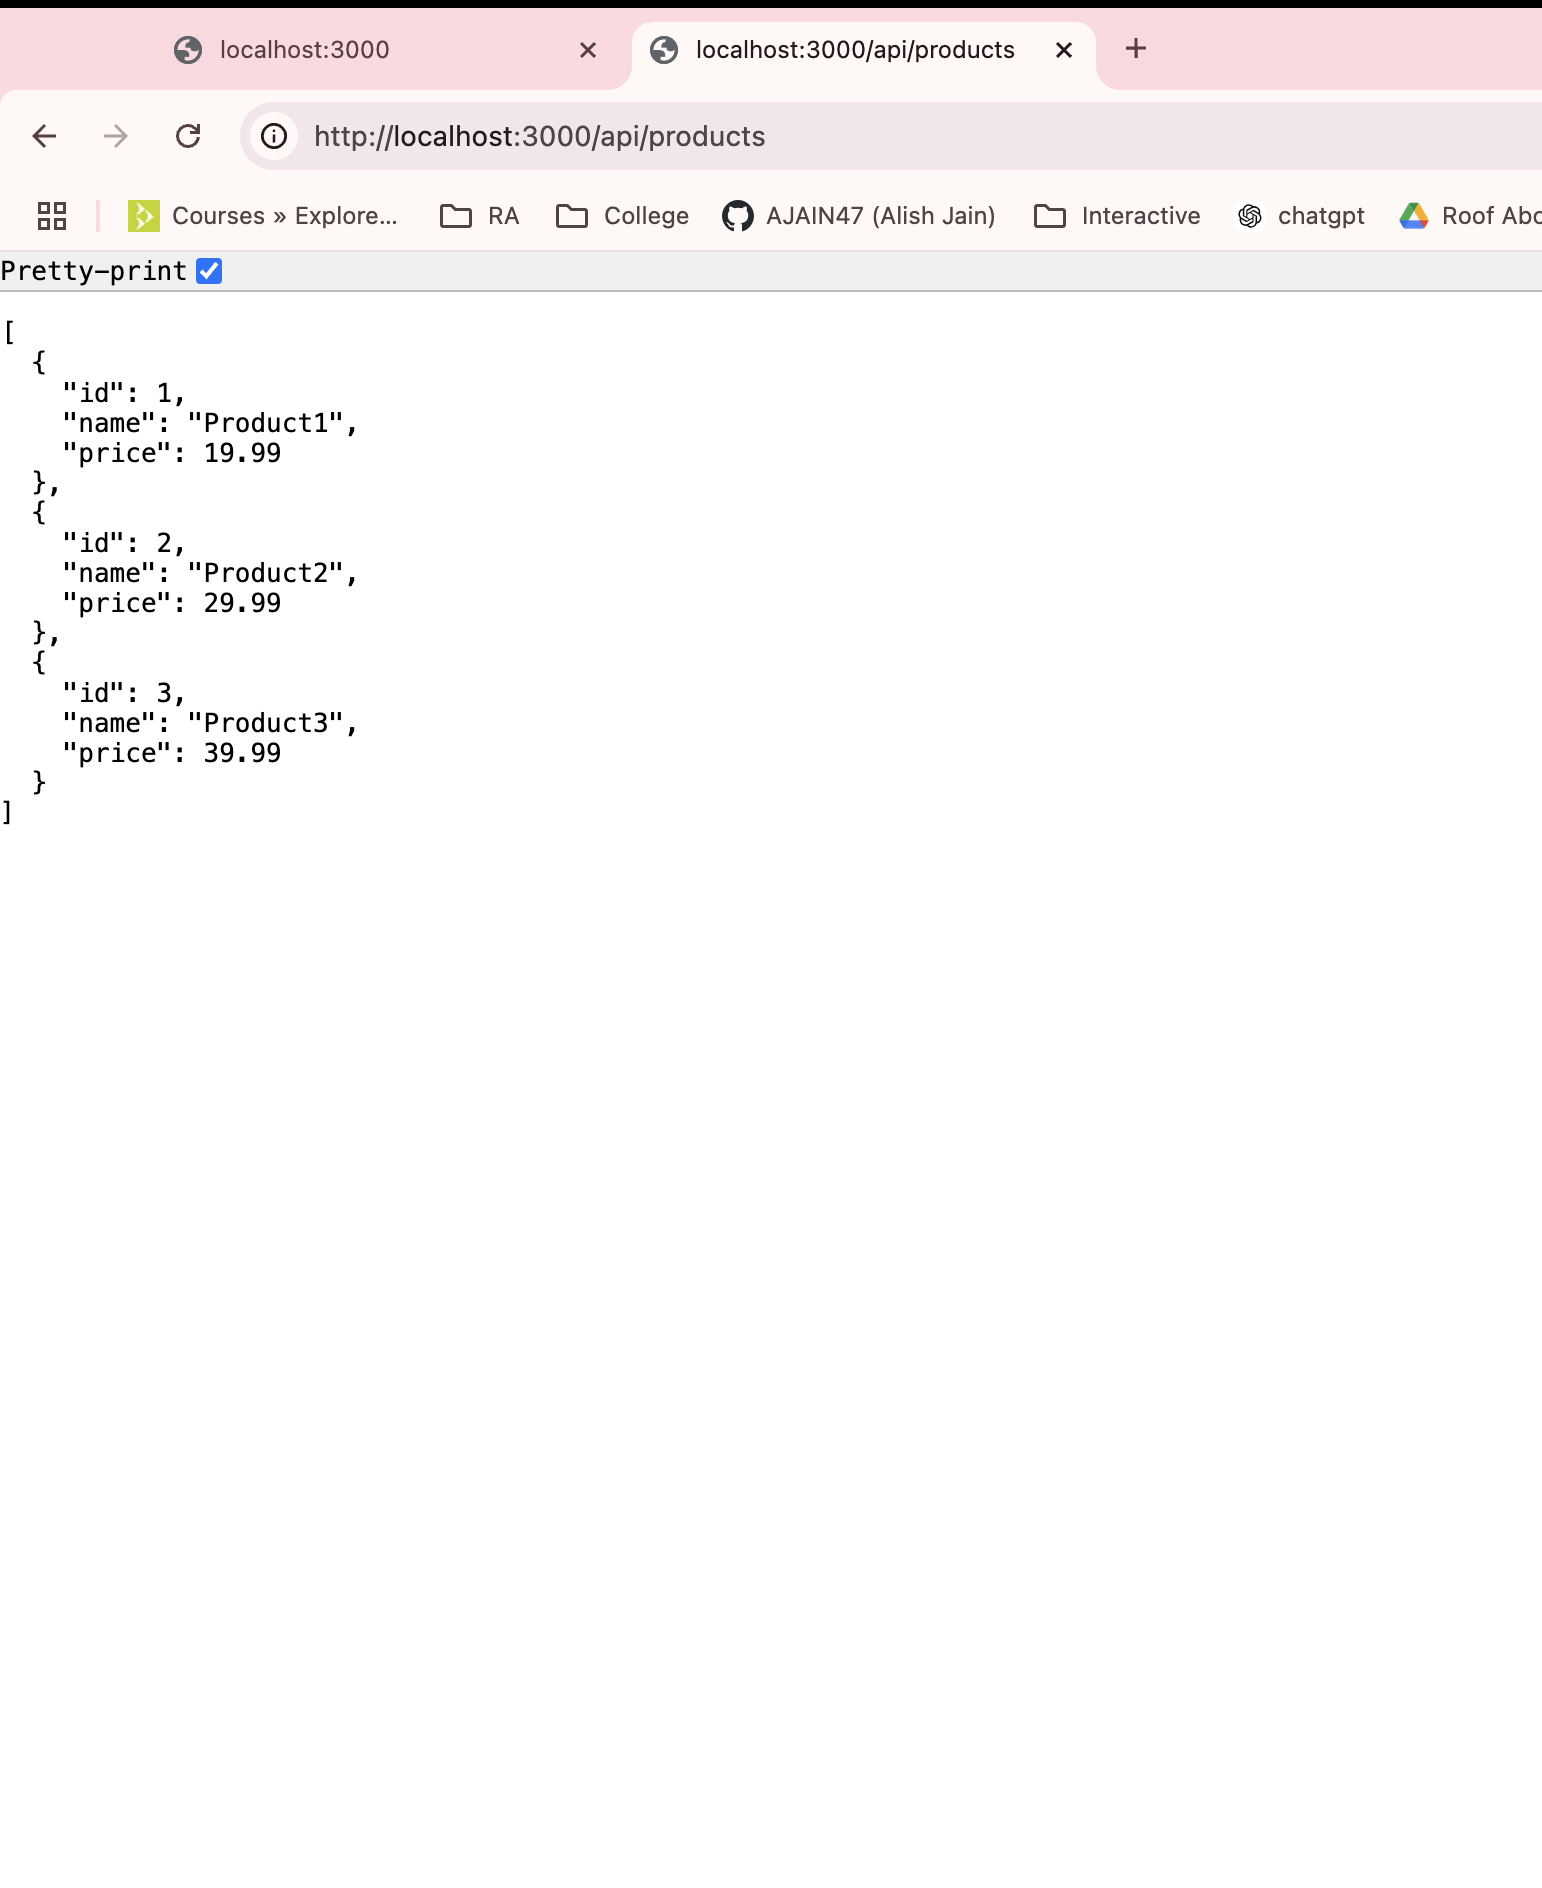 localhost:3000
localhost:3000/api/products
http://localhost:3000/api/products
Courses » Explore... RA College AJAIN47 (Alish Jain) Interactive chatgpt Roof Abo
Pretty-print
[
  {
    "id": 1,
    "name": "Product1",
    "price": 19.99
  },
  {
    "id": 2,
    "name": "Product2",
    "price": 29.99
  },
  {
    "id": 3,
    "name": "Product3",
    "price": 39.99
  }
]